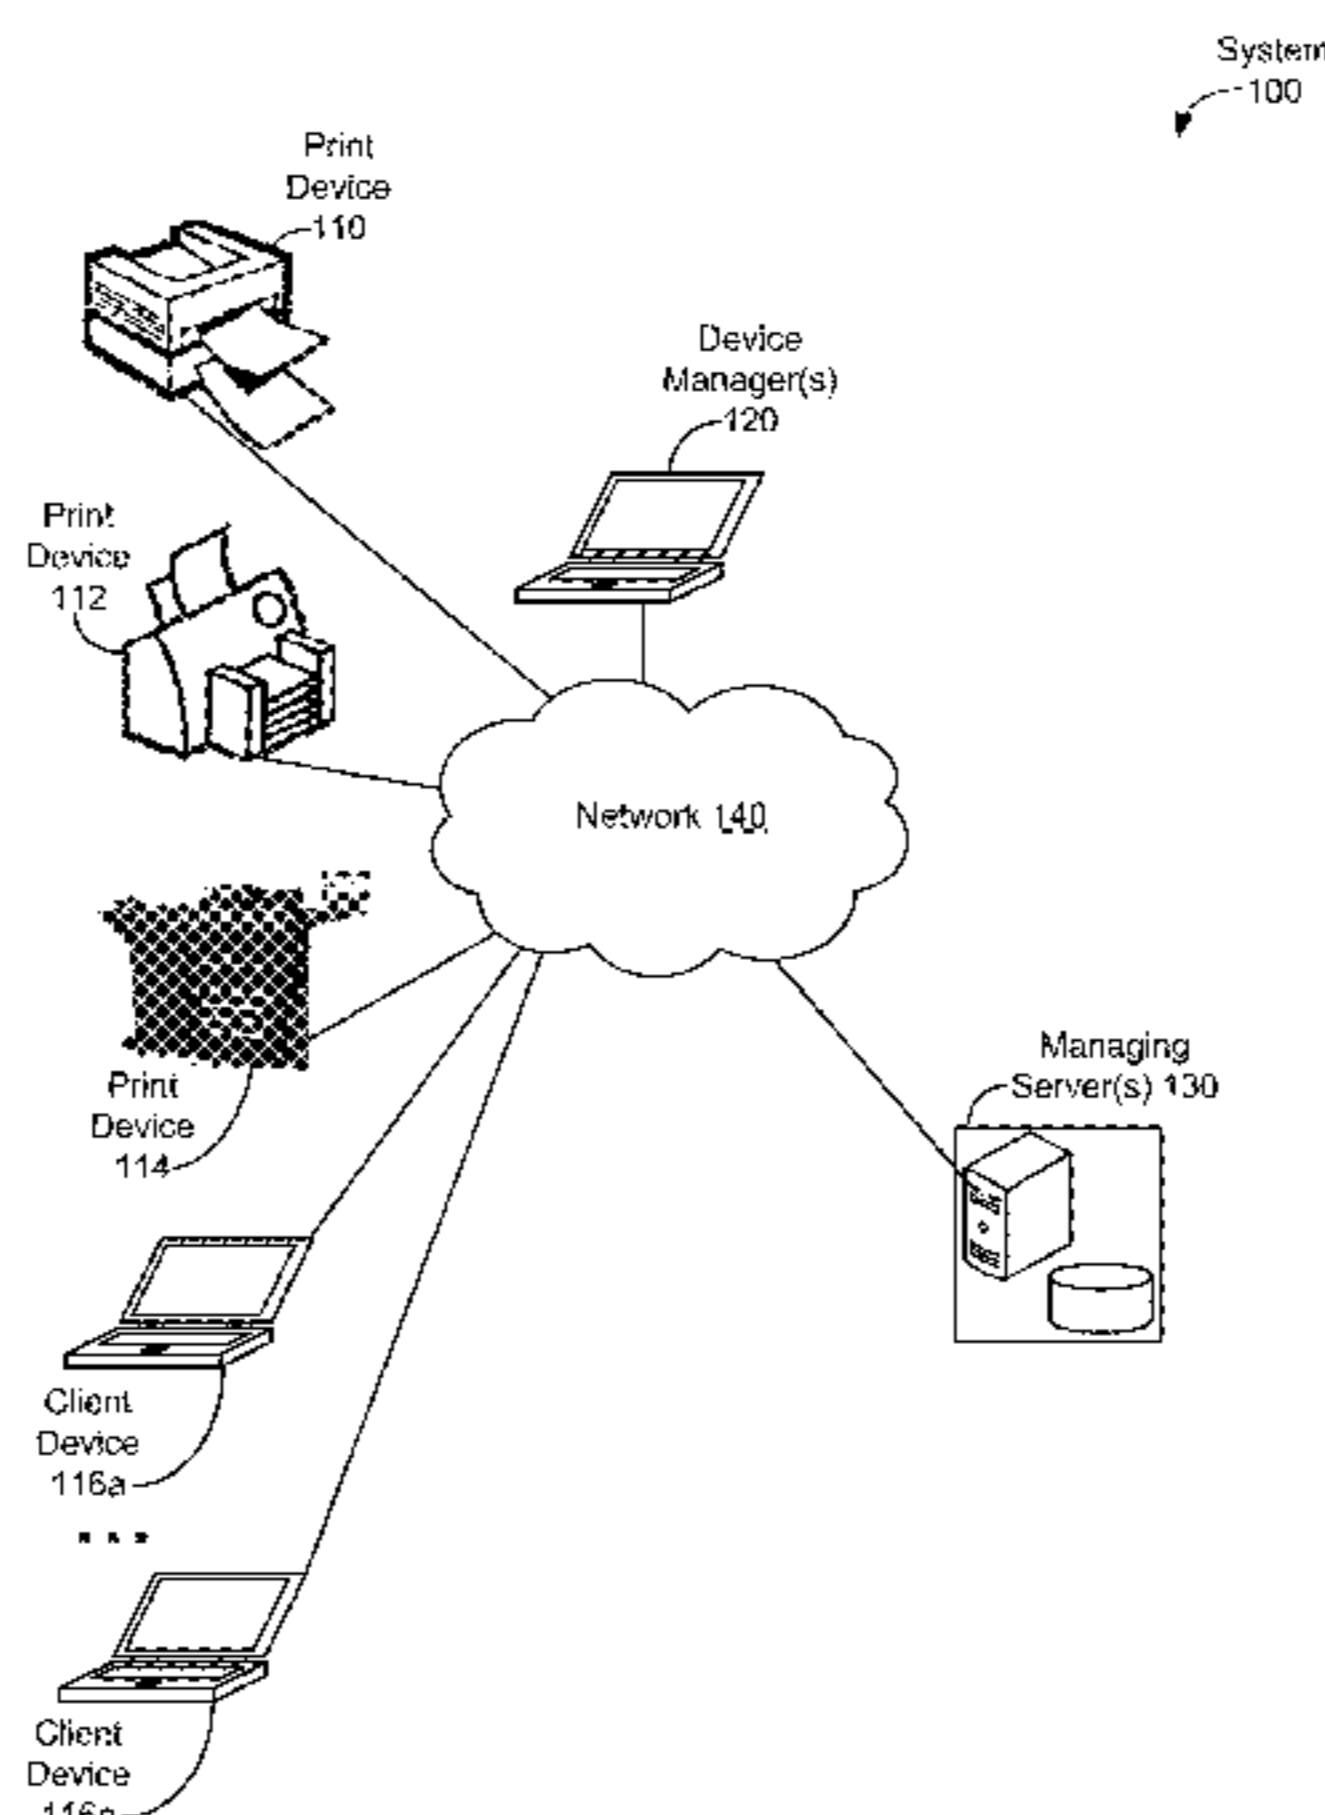 System
100
Print
Device
110
Device
Manager(s)
120
Print
Device
112
Network 140
Managing
Server(s) 130
Print
Device
114
Client
Device
116a
...
Client
Device